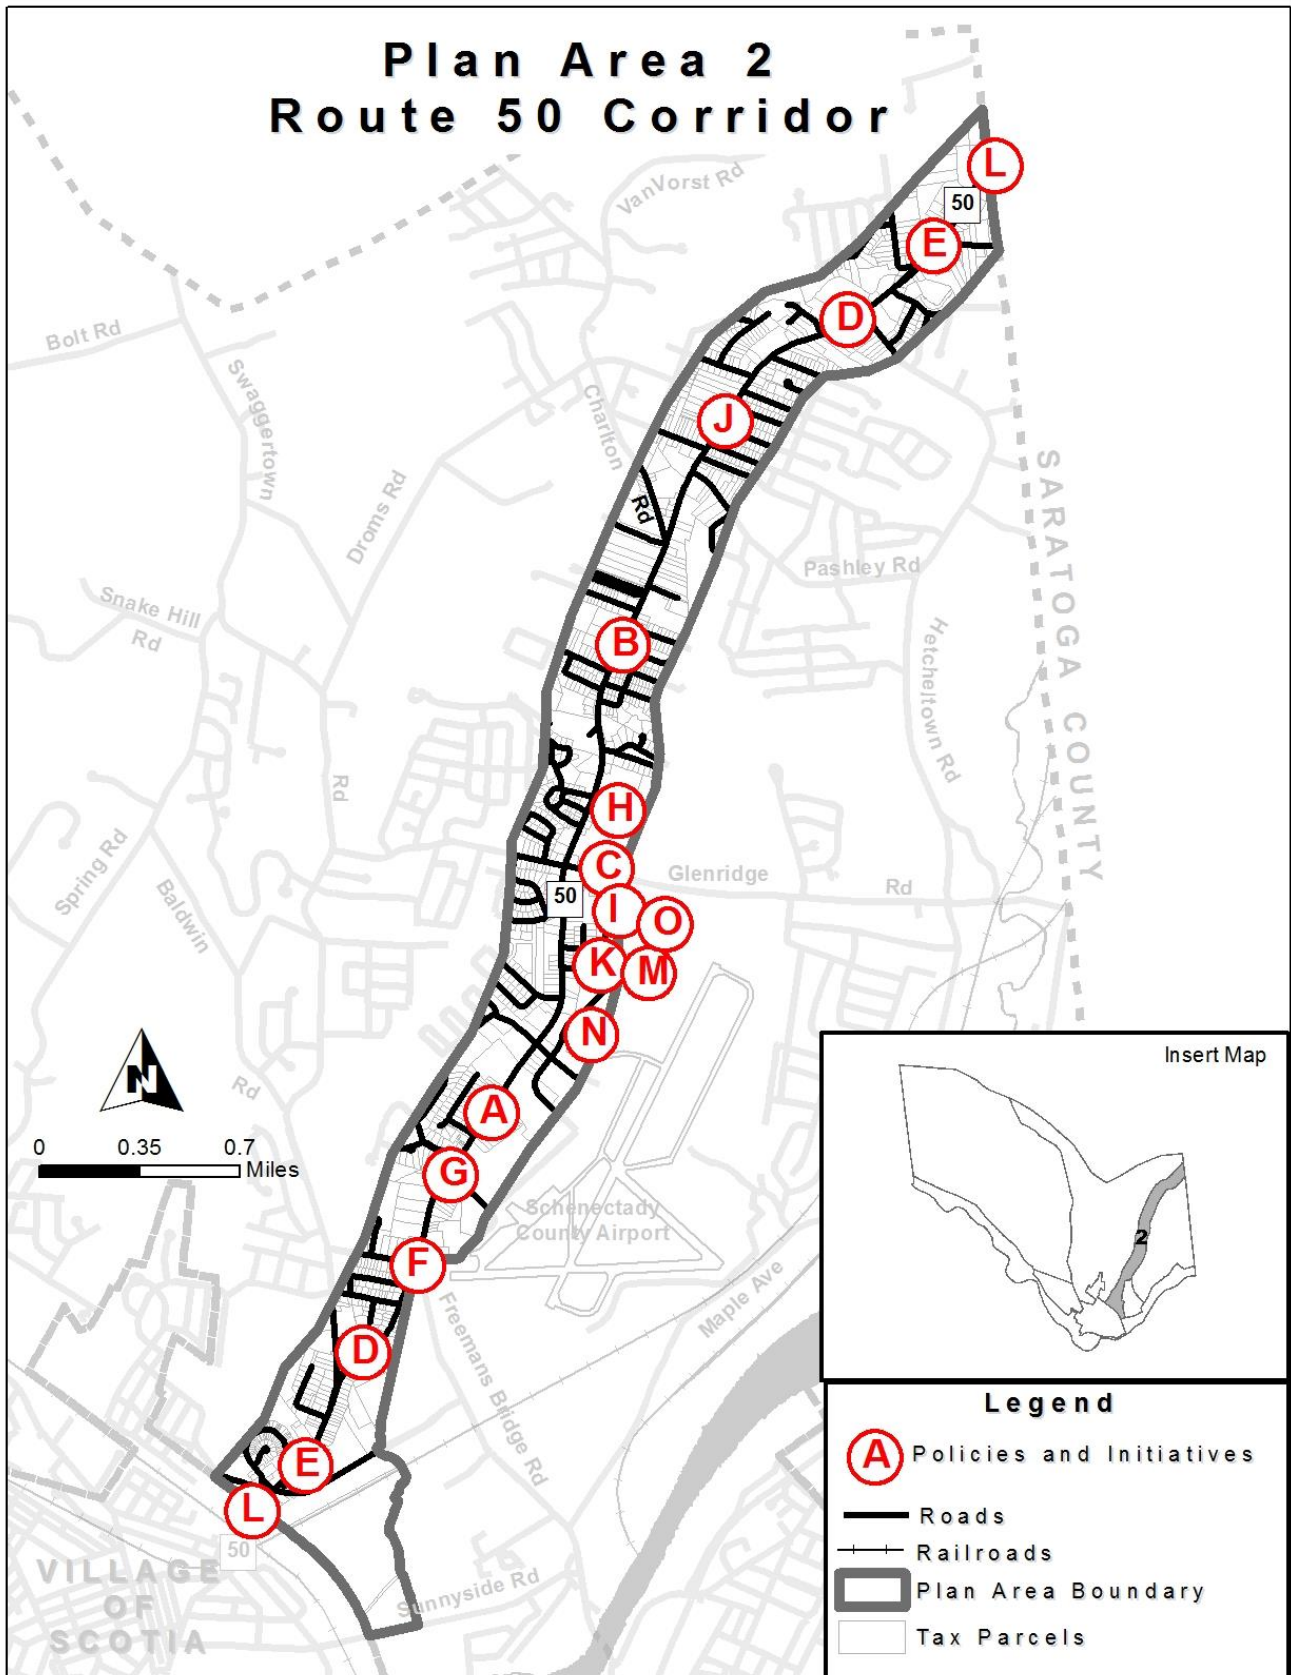 Plan Area 2
Route 50 Corridor
L
VanVorst Rd
50
E
D
Bolt Rd
Swaggertown
Charlton
J
SARATOGA COUNTY
Droms Rd
Rd
Pashley Rd
Snake Hill
Rd
B
Hetcheltown Rd
Rd
H
Spring Rd
Baldwin
C
Glenridge
Rd
50
I
O
K
M
N
Insert Map
N
Rd
A
0 0.35 0.7
Miles
G
Schenectady
County Airport
2
F
Freemans Bridge Rd
Maple Ave
D
Legend
A Policies and Initiatives
E
L
Roads
50
Railroads
VILLAGE
OF
SCOTIA
Sunnyside Rd
Plan Area Boundary
Tax Parcels